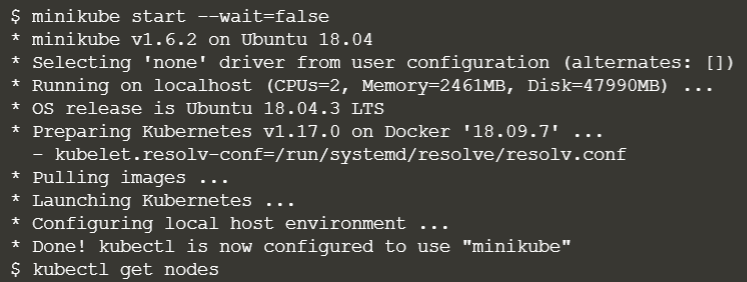 $ minikube start --wait=false
* minikube v1.6.2 on Ubuntu 18.04
* Selecting 'none' driver from user configuration (alternates: [])
* Running on localhost (CPUs=2, Memory=2461MB, Disk=47990MB) ...
* OS release is Ubuntu 18.04.3 LTS
* Preparing Kubernetes v1.17.0 on Docker '18.09.7' ...
  - kubelet.resolv-conf=/run/systemd/resolve/resolv.conf
* Pulling images ...
* Launching Kubernetes ...
* Configuring local host environment ...
* Done! kubectl is now configured to use "minikube"
$ kubectl get nodes